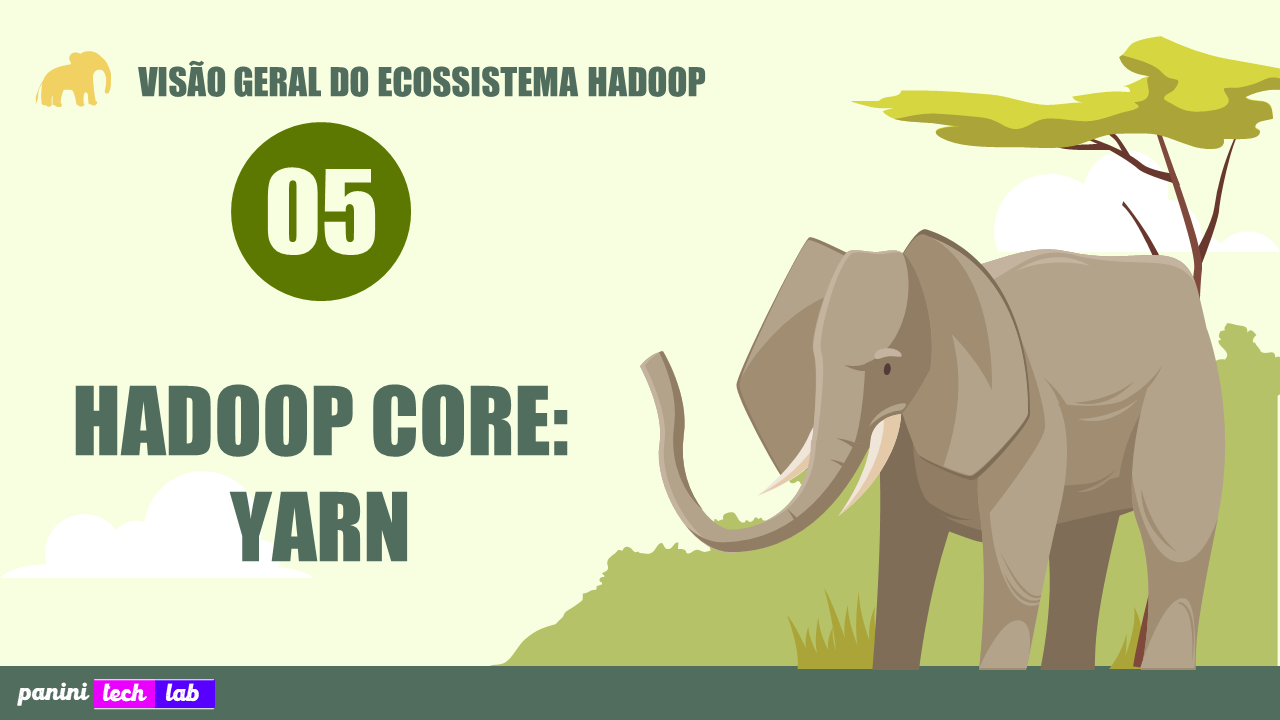 VISÃO GERAL DO ECOSSISTEMA HADOOP
05
HADOOP CORE:
YARN
panini tech lab